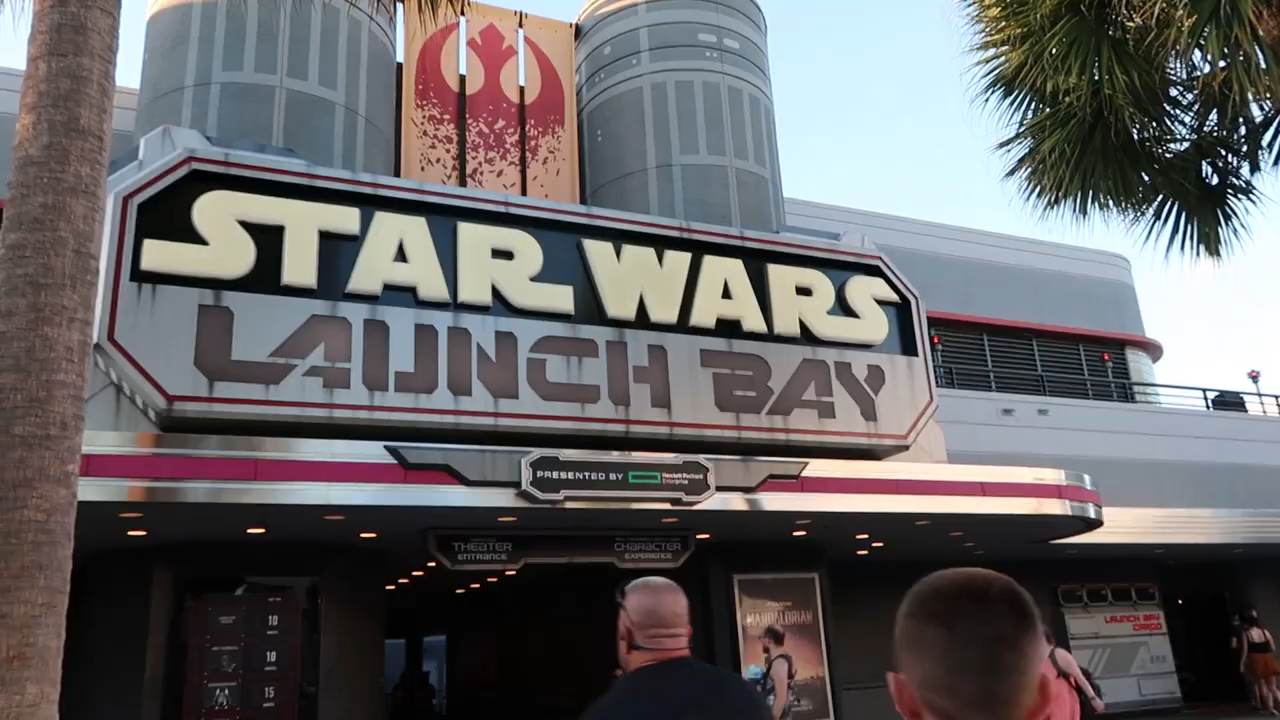 STAR WARS
LAUNCH BAY
PRESENTED BY Hewlett Packard
Enterprise
THEATER
ENTRANCE
CHARACTER
EXPERIENCE
10
10
15
MANDALORIAN
LAUNCH BAY
CARGO